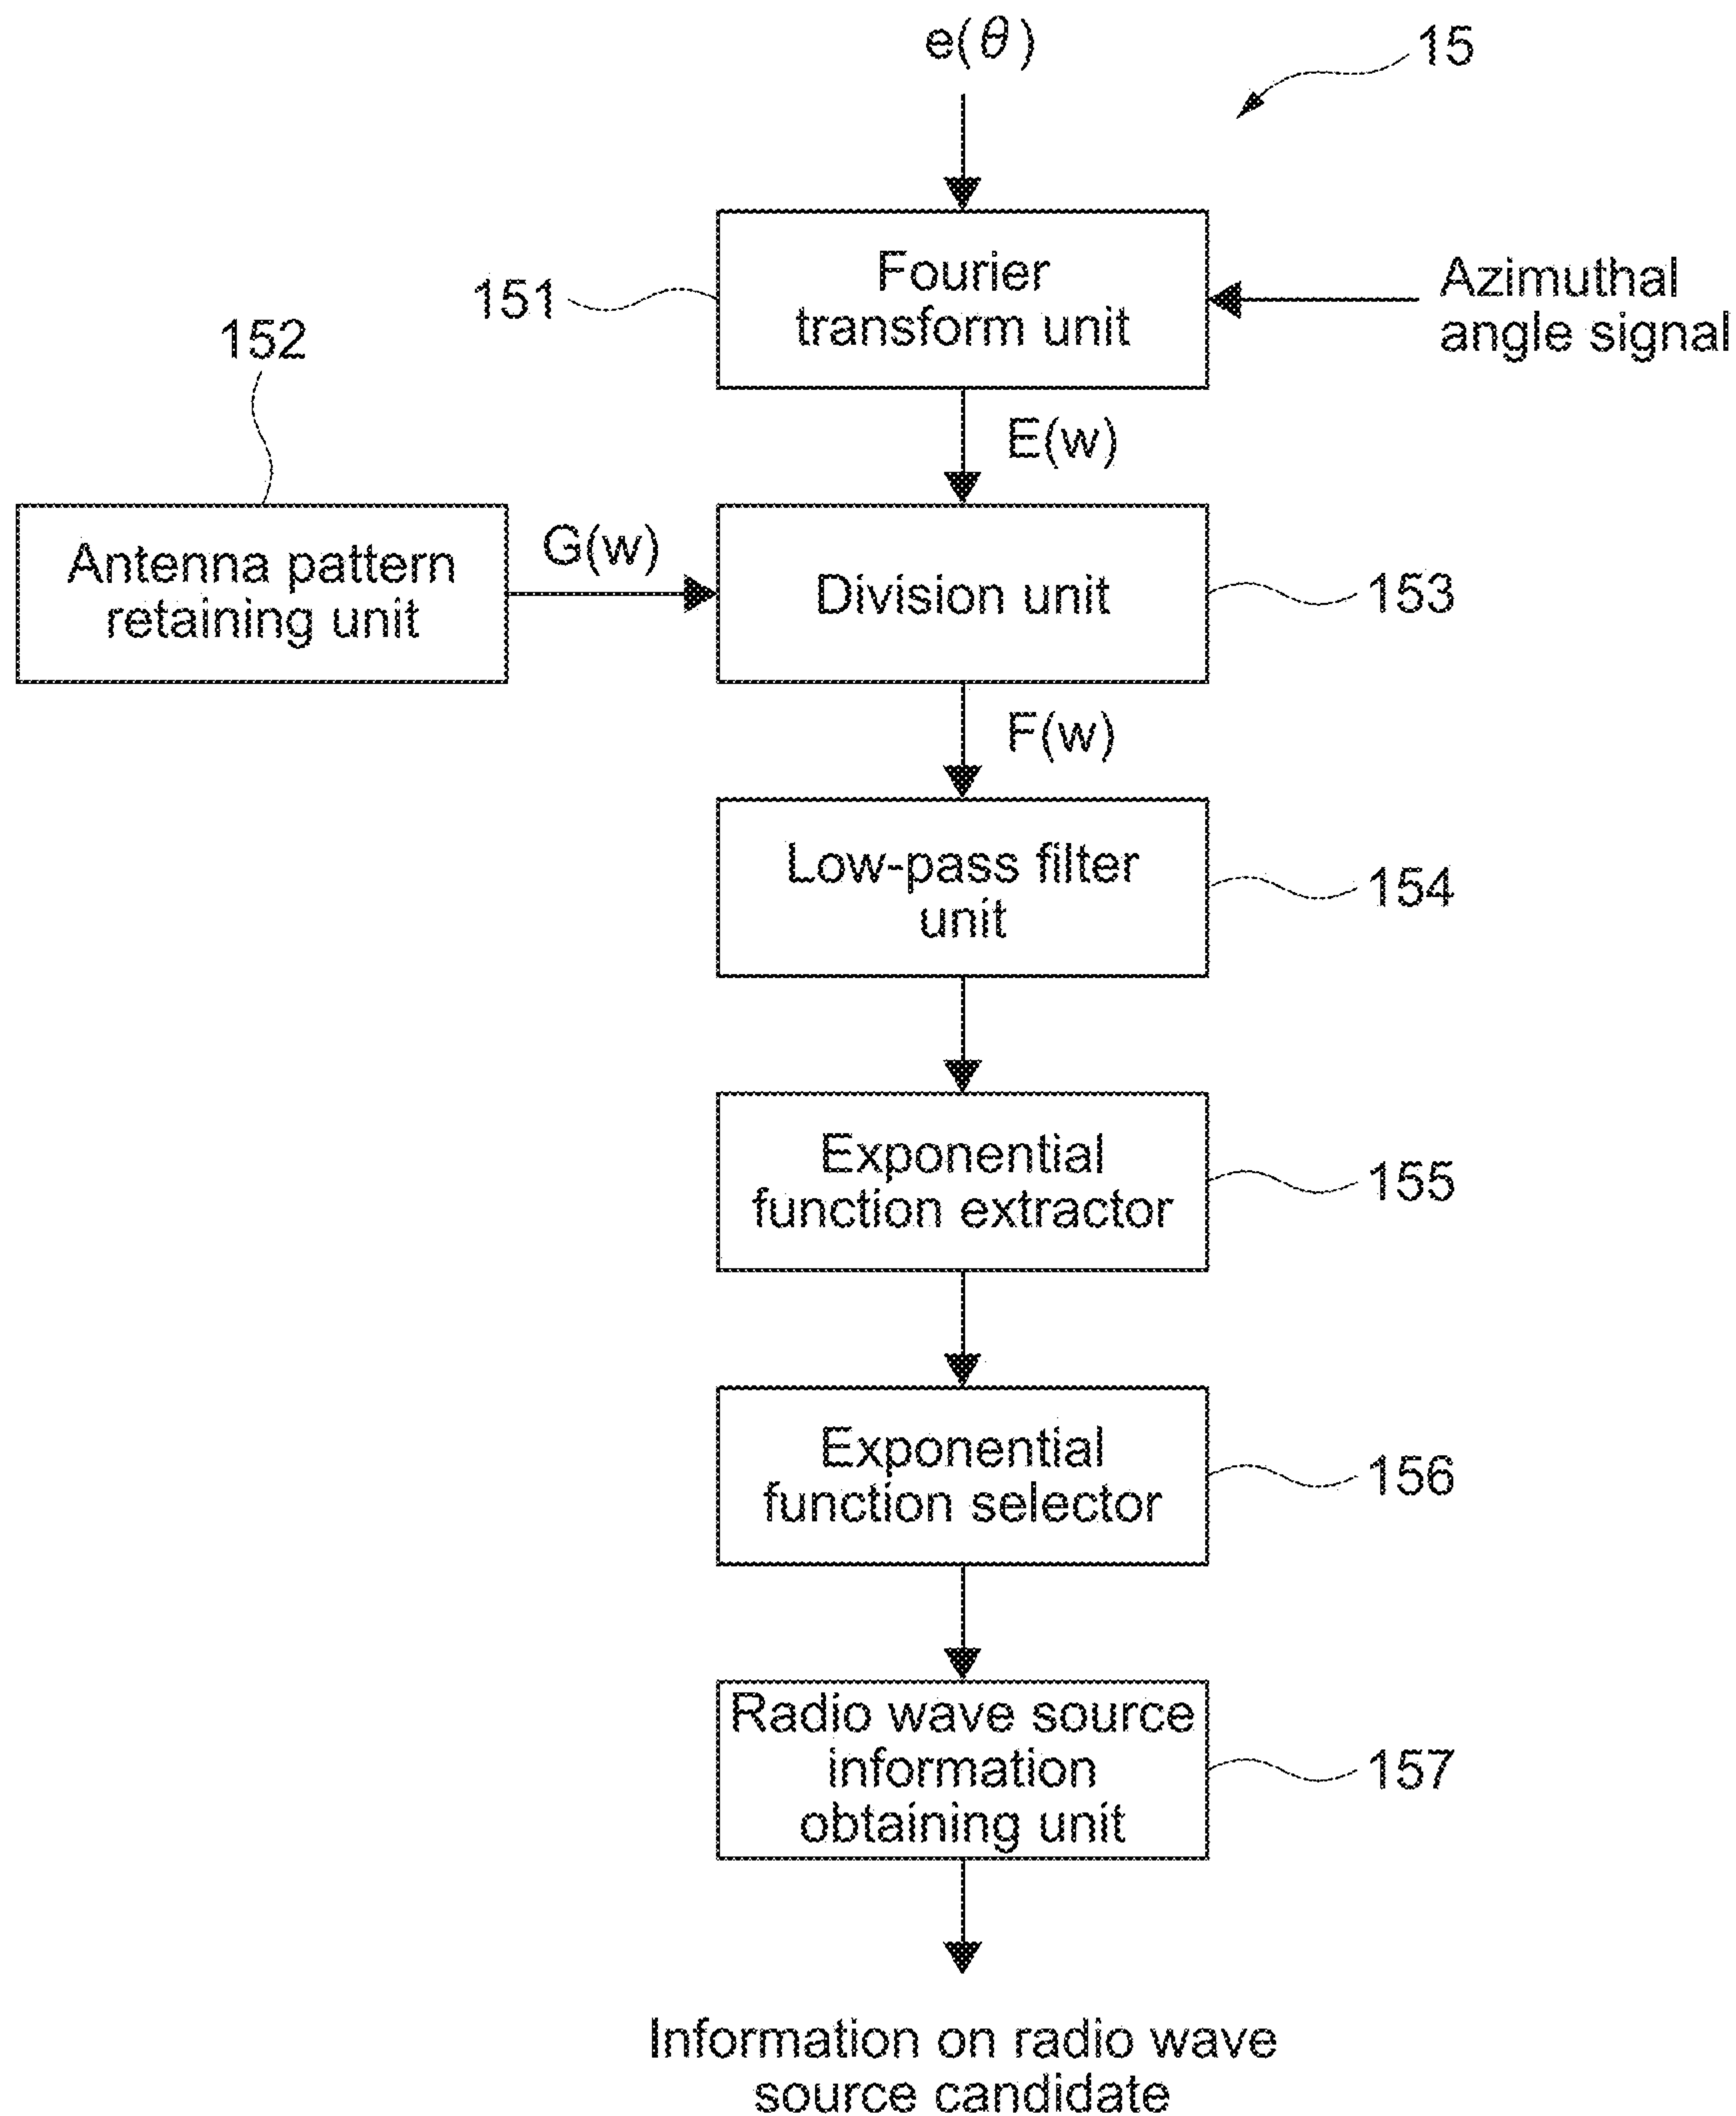 e(θ)
15
Fourier
transform unit
151
Azimuthal
angle signal
152
E(w)
Antenna pattern
retaining unit
G(w)
Division unit
153
F(w)
Low-pass filter
unit
154
Exponential
function extractor
155
Exponential
function selector
156
Radio wave source
information
obtaining unit
157
Information on radio wave
source candidate